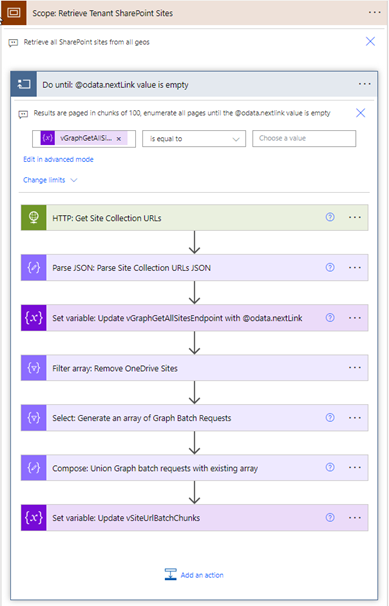 Scope: Retrieve Tenant SharePoint Sites
Retrieve all SharePoint sites from all geos
Do until: @odata.nextLink value is empty
Results are paged in chunks of 100, enumerate all pages until the @odata.nextlink value is empty
vGraphGetAllSi... is equal to Choose a value
Edit in advanced mode
Change limits
HTTP: Get Site Collection URLs
Parse JSON: Parse Site Collection URLs JSON
Set variable: Update vGraphGetAllSitesEndpoint with @odata.nextLink
Filter array: Remove OneDrive Sites
Select: Generate an array of Graph Batch Requests
Compose: Union Graph batch requests with existing array
Set variable: Update vSiteUrlBatchChunks
Add an action